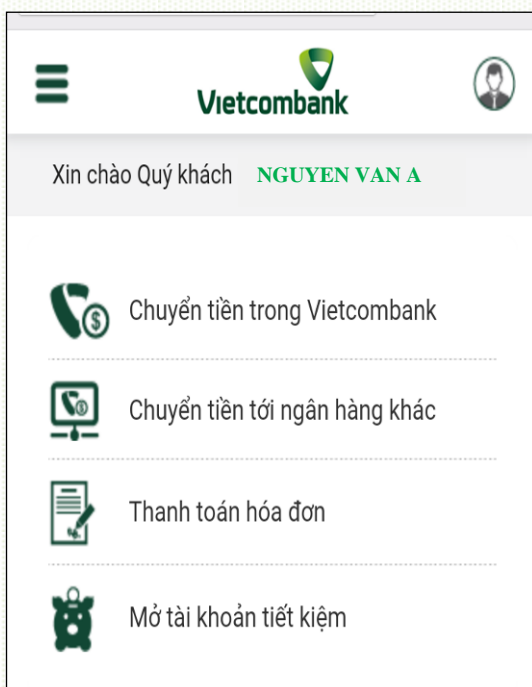 Vietcombank
Xin chào Quý khách NGUYEN VAN A
Chuyển tiền trong Vietcombank
Chuyển tiền tới ngân hàng khác
Thanh toán hóa đơn
Mở tài khoản tiết kiệm